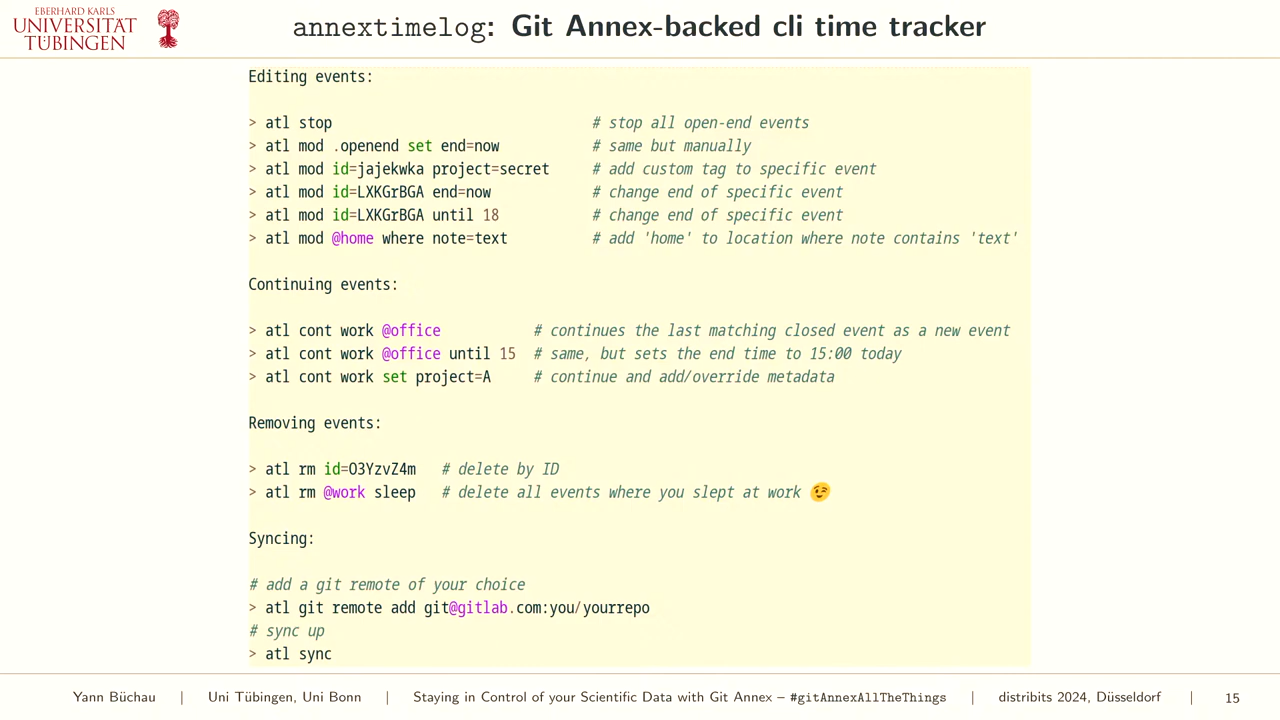 EBERHARD KARLS
UNIVERSITÄT
TÜBINGEN
annextimelog: Git Annex-backed cli time tracker
Editing events:
> atl stop # stop all open-end events
> atl mod .openend set end=now # same but manually
> atl mod id=jajekwka project=secret # add custom tag to specific event
> atl mod id=LXKGrBGA end=now # change end of specific event
> atl mod id=LXKGrBGA until 18 # change end of specific event
> atl mod @home where note=text # add 'home' to location where note contains 'text'
Continuing events:
> atl cont work @office # continues the last matching closed event as a new event
> atl cont work @office until 15 # same, but sets the end time to 15:00 today
> atl cont work set project=A # continue and add/override metadata
Removing events:
> atl rm id=O3YzvZ4m # delete by ID
> atl rm @work sleep # delete all events where you slept at work 😉
Syncing:
# add a git remote of your choice
> atl git remote add git@gitlab.com:you/yourrepo
# sync up
> atl sync
Yann Büchau | Uni Tübingen, Uni Bonn | Staying in Control of your Scientific Data with Git Annex – #gitAnnexAllTheThings | distribits 2024, Düsseldorf | 15